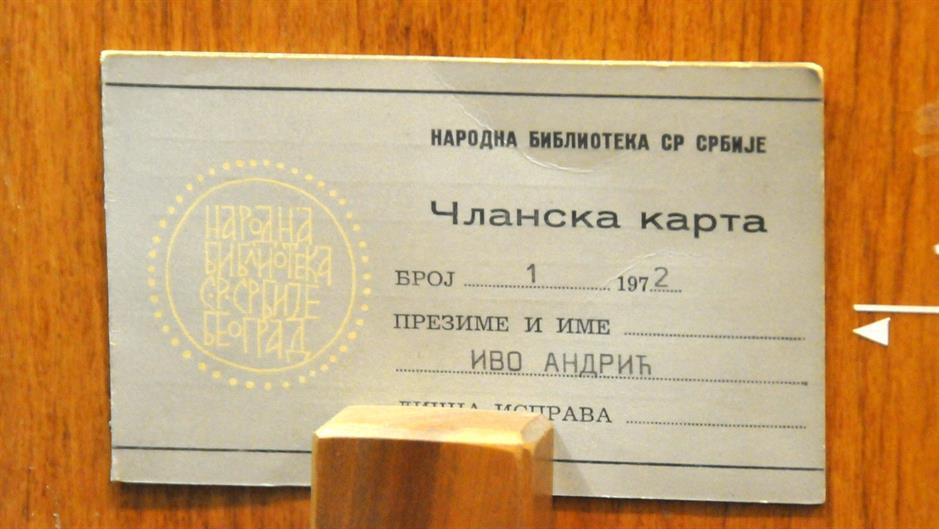 НАРОДНА
БИБЛИОТЕКА
СР СРБИЈЕ
БЕОГРАД
НАРОДНА БИБЛИОТЕКА СР СРБИЈЕ
Чланска карта
БРОЈ 1 1972
ПРЕЗИМЕ И ИМЕ
ИВО АНДРИЋ
ЛИЧНА ИСПРАВА